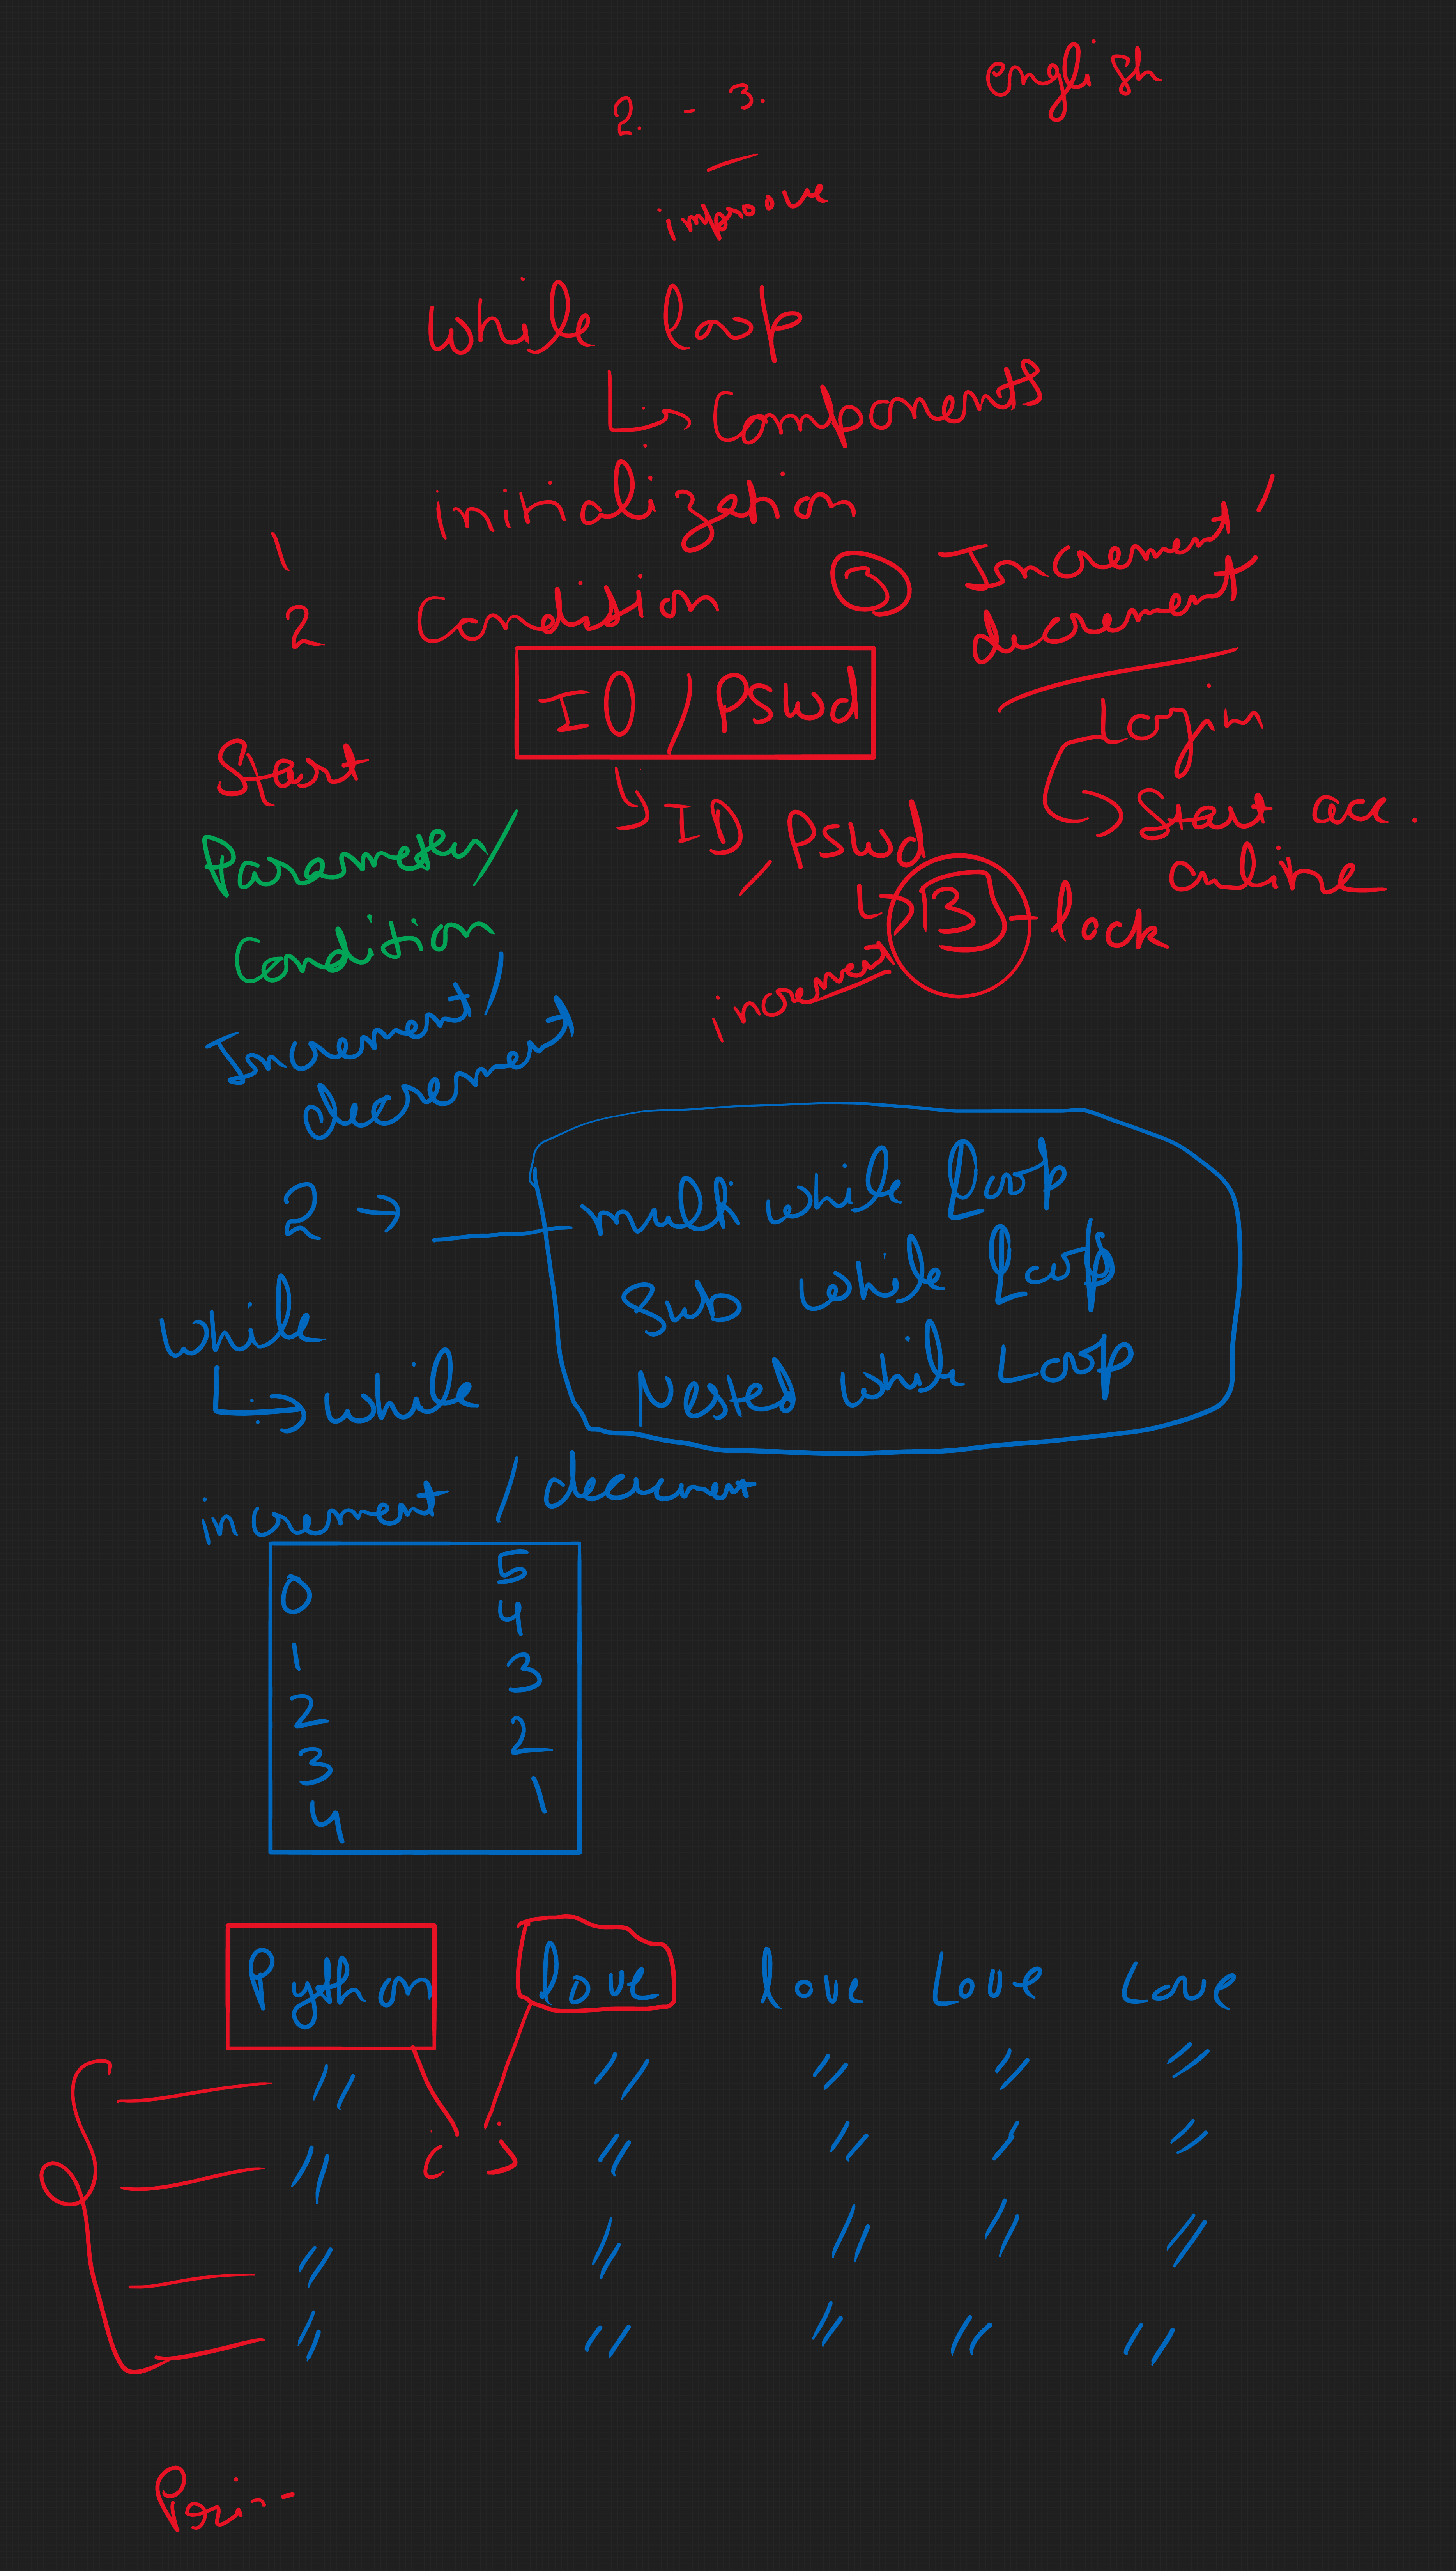 english
2. - 3.
improove
while loop
↳ Components
1 initialization
2 Condition
③ Increment /
decrement
ID / Pswd
Login
↳ Start acc.
online
Start
Parameter/
Condition
Increment/
decrement
↳ ID, Pswd
↳ 3 - lock
increment
2 → multi while loop
Sub while loop
Nested while Loop
while
↳ while
increment / decrement
0 5
1 4
2 3
3 2
4 1
Python love love Love Love
" " " " "
" ( ) " " " "
" " " " "
" " " " "